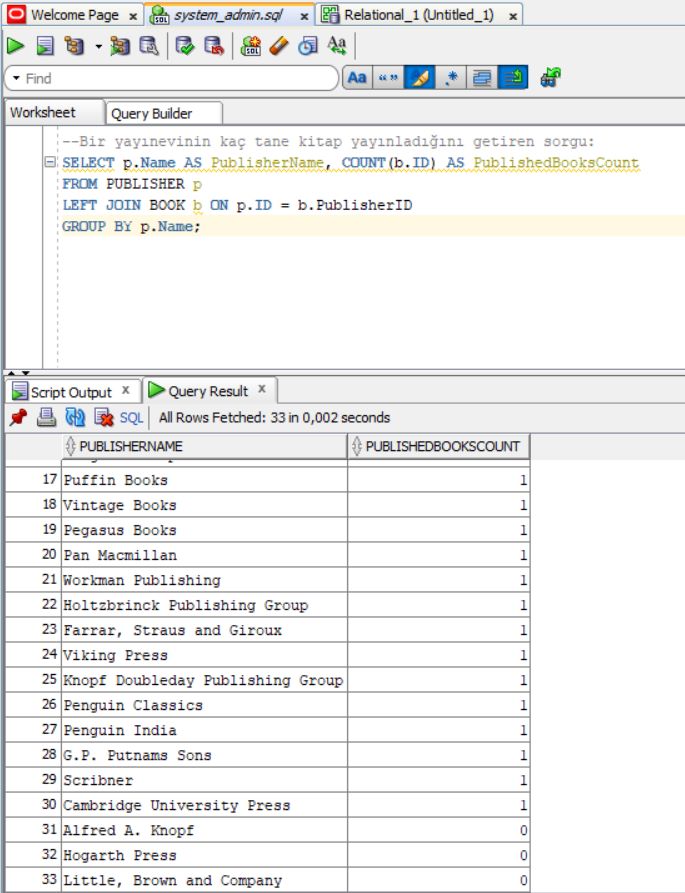 Welcome Page x system_admin.sql x Relational_1 (Untitled_1) x
Find
Aa “” .*
Worksheet Query Builder
--Bir yayınevinin kaç tane kitap yayınladığını getiren sorgu:
SELECT p.Name AS PublisherName, COUNT(b.ID) AS PublishedBooksCount
FROM PUBLISHER p
LEFT JOIN BOOK b ON p.ID = b.PublisherID
GROUP BY p.Name;
Script Output x Query Result x
SQL All Rows Fetched: 33 in 0,002 seconds
PUBLISHERNAME PUBLISHEDBOOKSCOUNT
17 Puffin Books 1
18 Vintage Books 1
19 Pegasus Books 1
20 Pan Macmillan 1
21 Workman Publishing 1
22 Holtzbrinck Publishing Group 1
23 Farrar, Straus and Giroux 1
24 Viking Press 1
25 Knopf Doubleday Publishing Group 1
26 Penguin Classics 1
27 Penguin India 1
28 G.P. Putnams Sons 1
29 Scribner 1
30 Cambridge University Press 1
31 Alfred A. Knopf 0
32 Hogarth Press 0
33 Little, Brown and Company 0